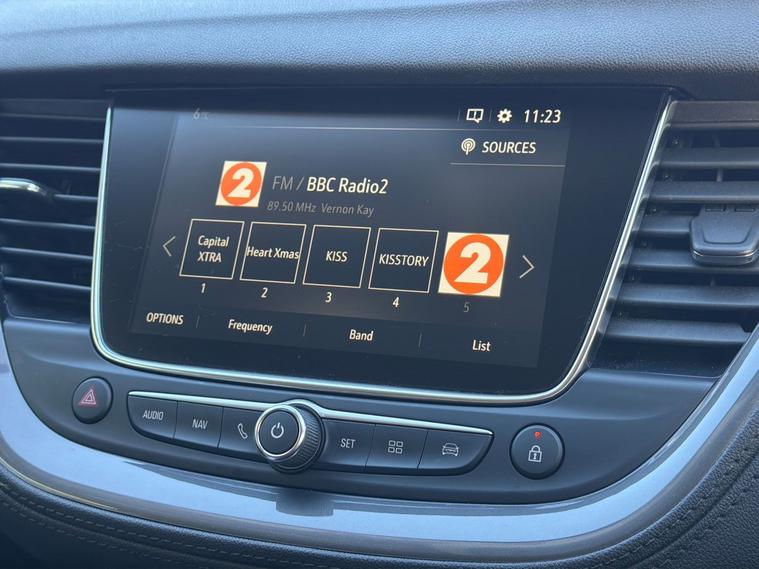 6°C
11:23
SOURCES
2
FM / BBC Radio2
89.50 MHz Vernon Kay
Capital
XTRA
Heart Xmas
KISS
KISSTORY
2
1
2
3
4
5
OPTIONS
Frequency
Band
List
AUDIO
NAV
SET